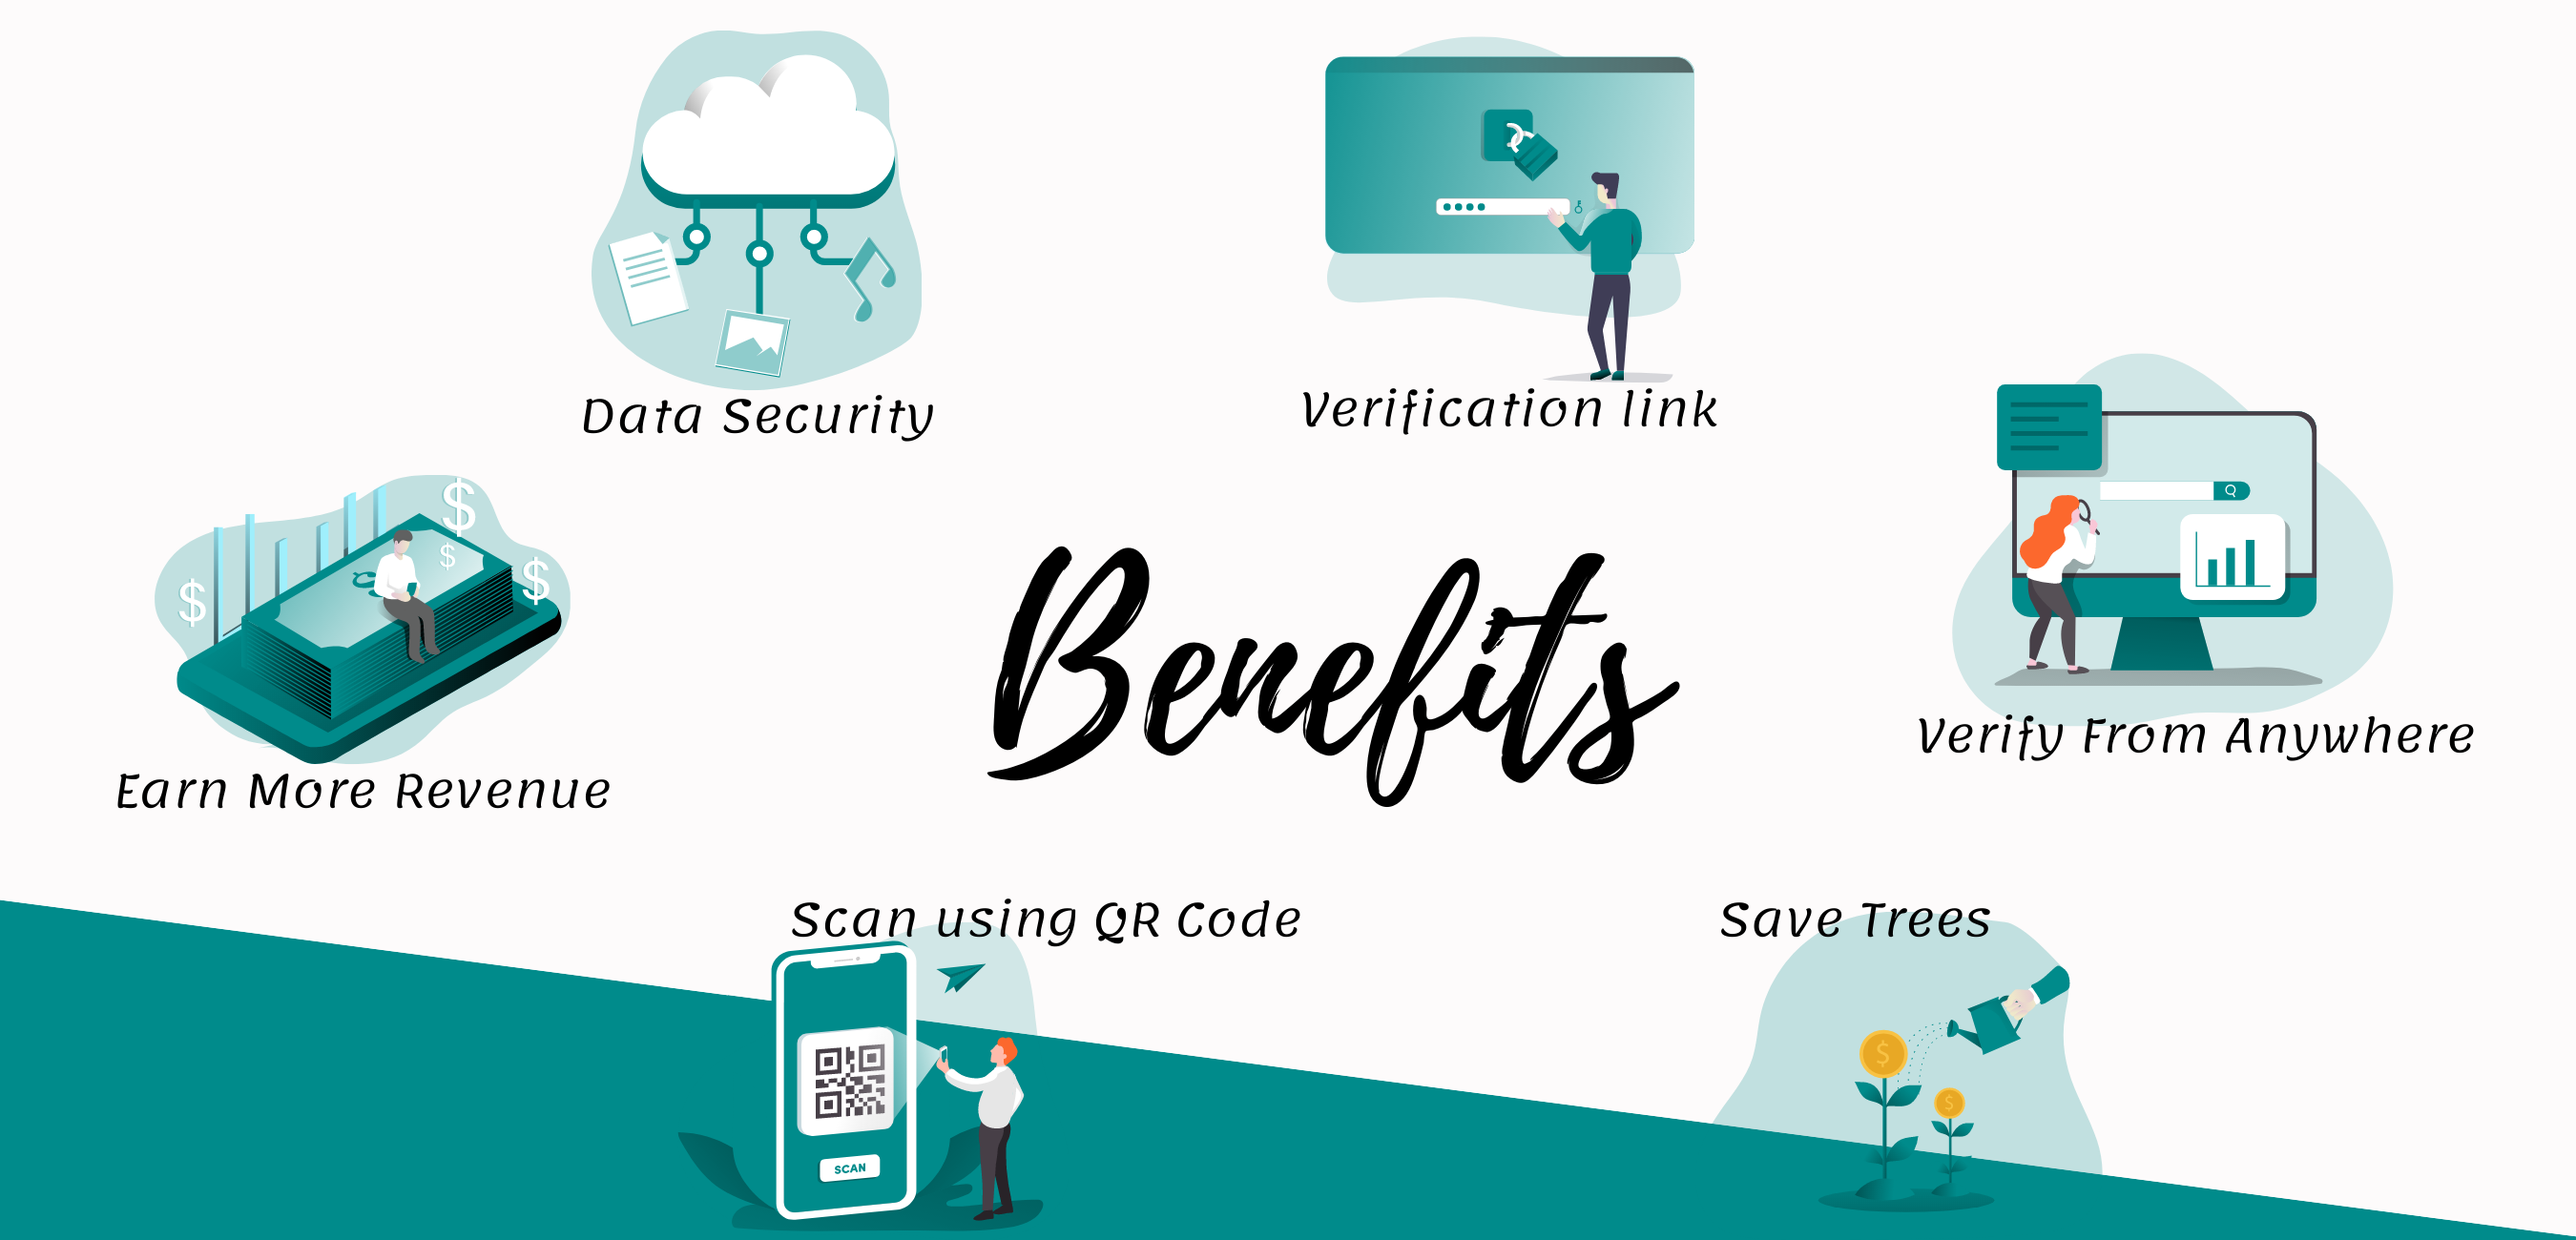 Data Security
Verification link
$
$
$
$
Earn More Revenue
Benefits
Verify From Anywhere
Scan using QR Code
SCAN
Save Trees
$
$